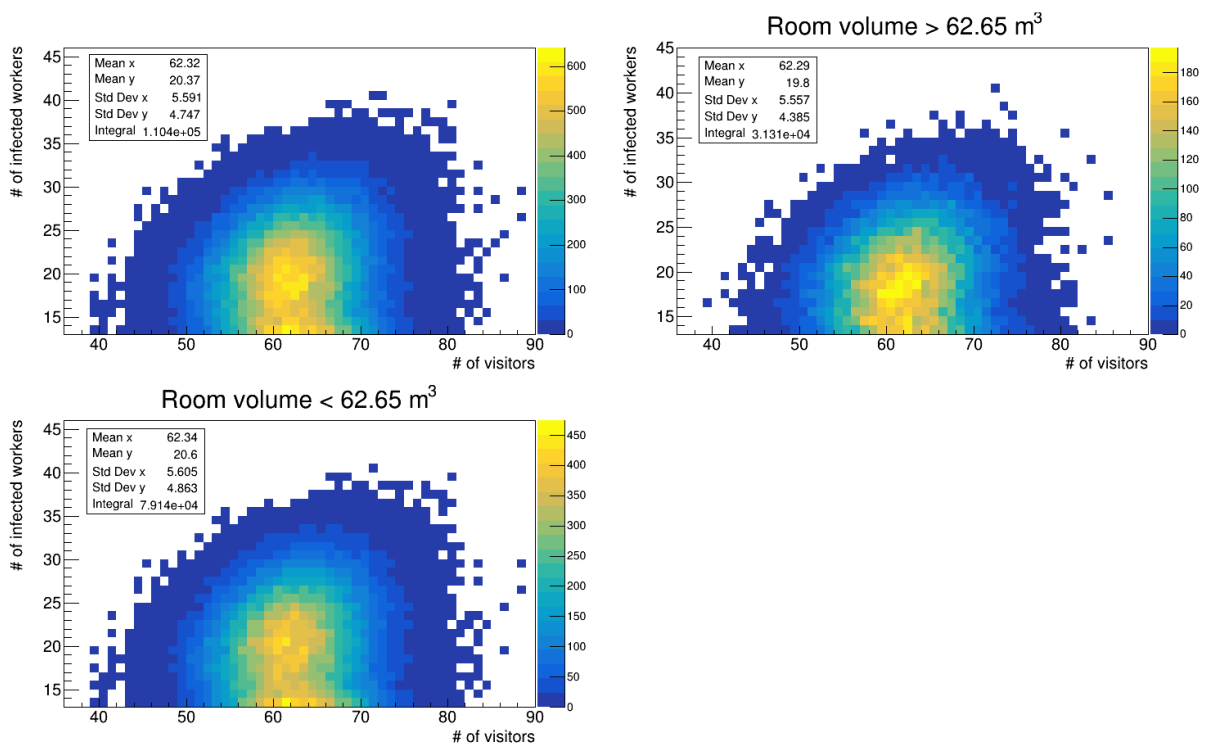 # of infected workers
45
40
35
30
25
20
15
Mean x 62.32
Mean y 20.37
Std Dev x 5.591
Std Dev y 4.747
Integral 1.104e+05
600
500
400
300
200
100
0
40 50 60 70 80 90
# of visitors
Room volume > 62.65 m³
# of infected workers
45
40
35
30
25
20
15
Mean x 62.29
Mean y 19.8
Std Dev x 5.557
Std Dev y 4.385
Integral 3.131e+04
180
160
140
120
100
80
60
40
20
0
40 50 60 70 80 90
# of visitors
Room volume < 62.65 m³
# of infected workers
45
40
35
30
25
20
15
Mean x 62.34
Mean y 20.6
Std Dev x 5.605
Std Dev y 4.863
Integral 7.914e+04
450
400
350
300
250
200
150
100
50
0
40 50 60 70 80 90
# of visitors